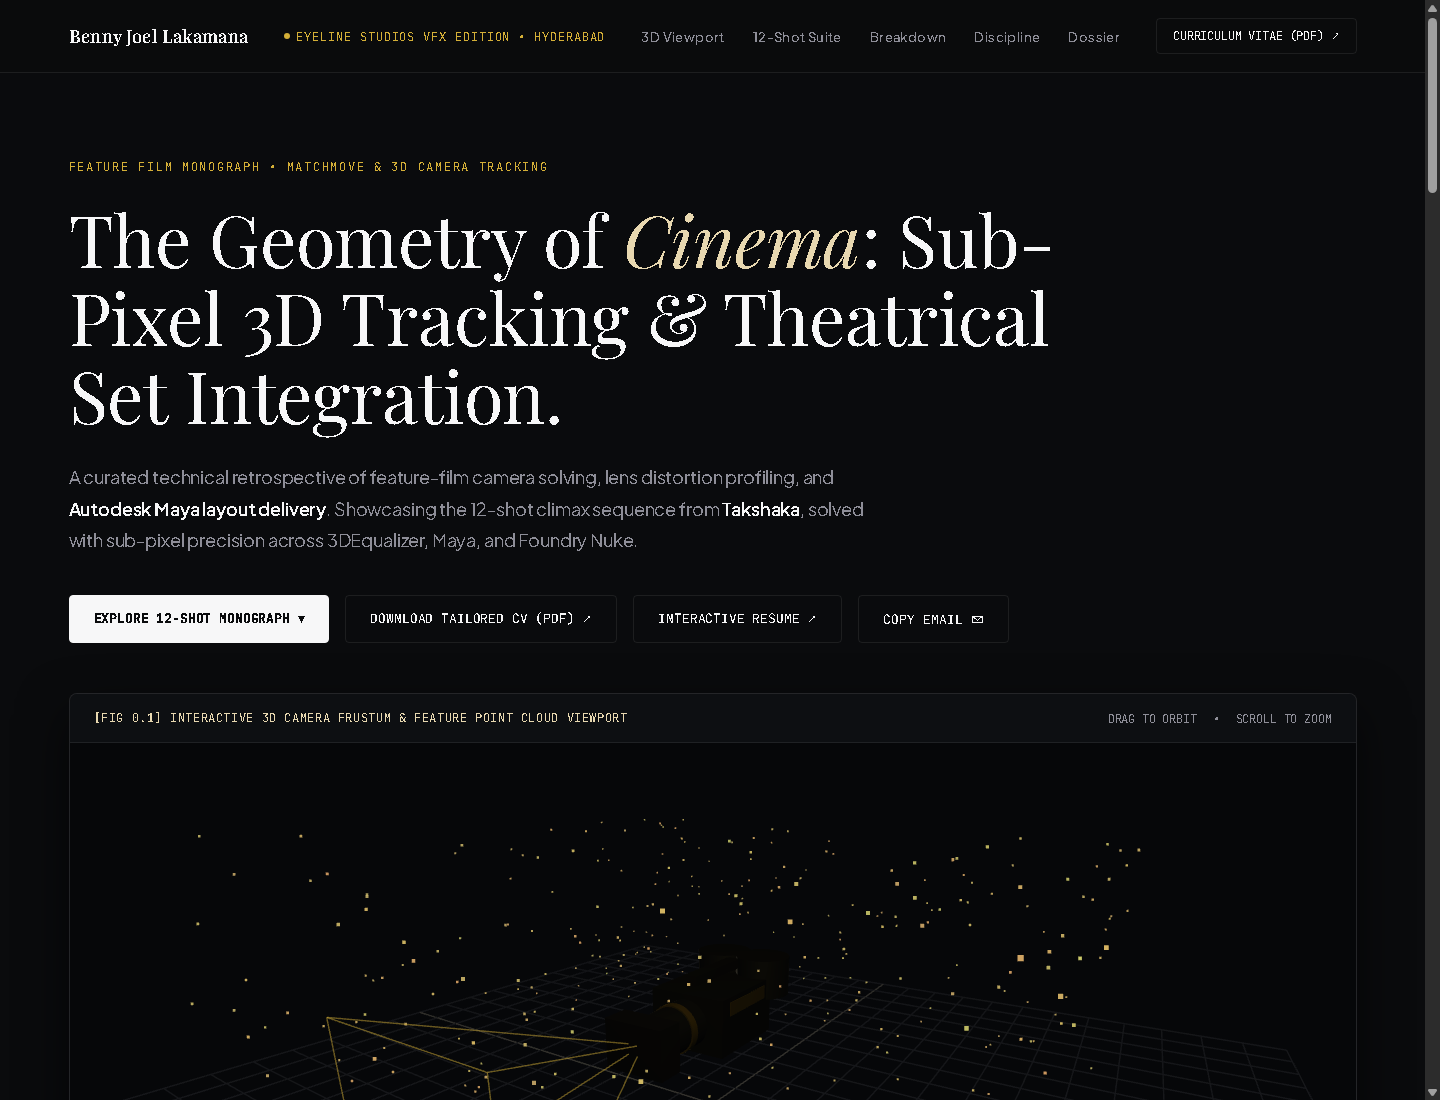 Benny Joel Lakamana
EYELINE STUDIOS VFX EDITION • HYDERABAD
3D Viewport
12-Shot Suite
Breakdown
Discipline
Dossier
CURRICULUM VITAE (PDF) ↗
FEATURE FILM MONOGRAPH • MATCHMOVE & 3D CAMERA TRACKING
The Geometry of Cinema: Sub-
Pixel 3D Tracking & Theatrical
Set Integration.
A curated technical retrospective of feature-film camera solving, lens distortion profiling, and
Autodesk Maya layout delivery. Showcasing the 12-shot climax sequence from Takshaka, solved
with sub-pixel precision across 3DEqualizer, Maya, and Foundry Nuke.
EXPLORE 12-SHOT MONOGRAPH ▼
DOWNLOAD TAILORED CV (PDF) ↗
INTERACTIVE RESUME ↗
COPY EMAIL ✉
[FIG 0.1] INTERACTIVE 3D CAMERA FRUSTUM & FEATURE POINT CLOUD VIEWPORT
DRAG TO ORBIT • SCROLL TO ZOOM